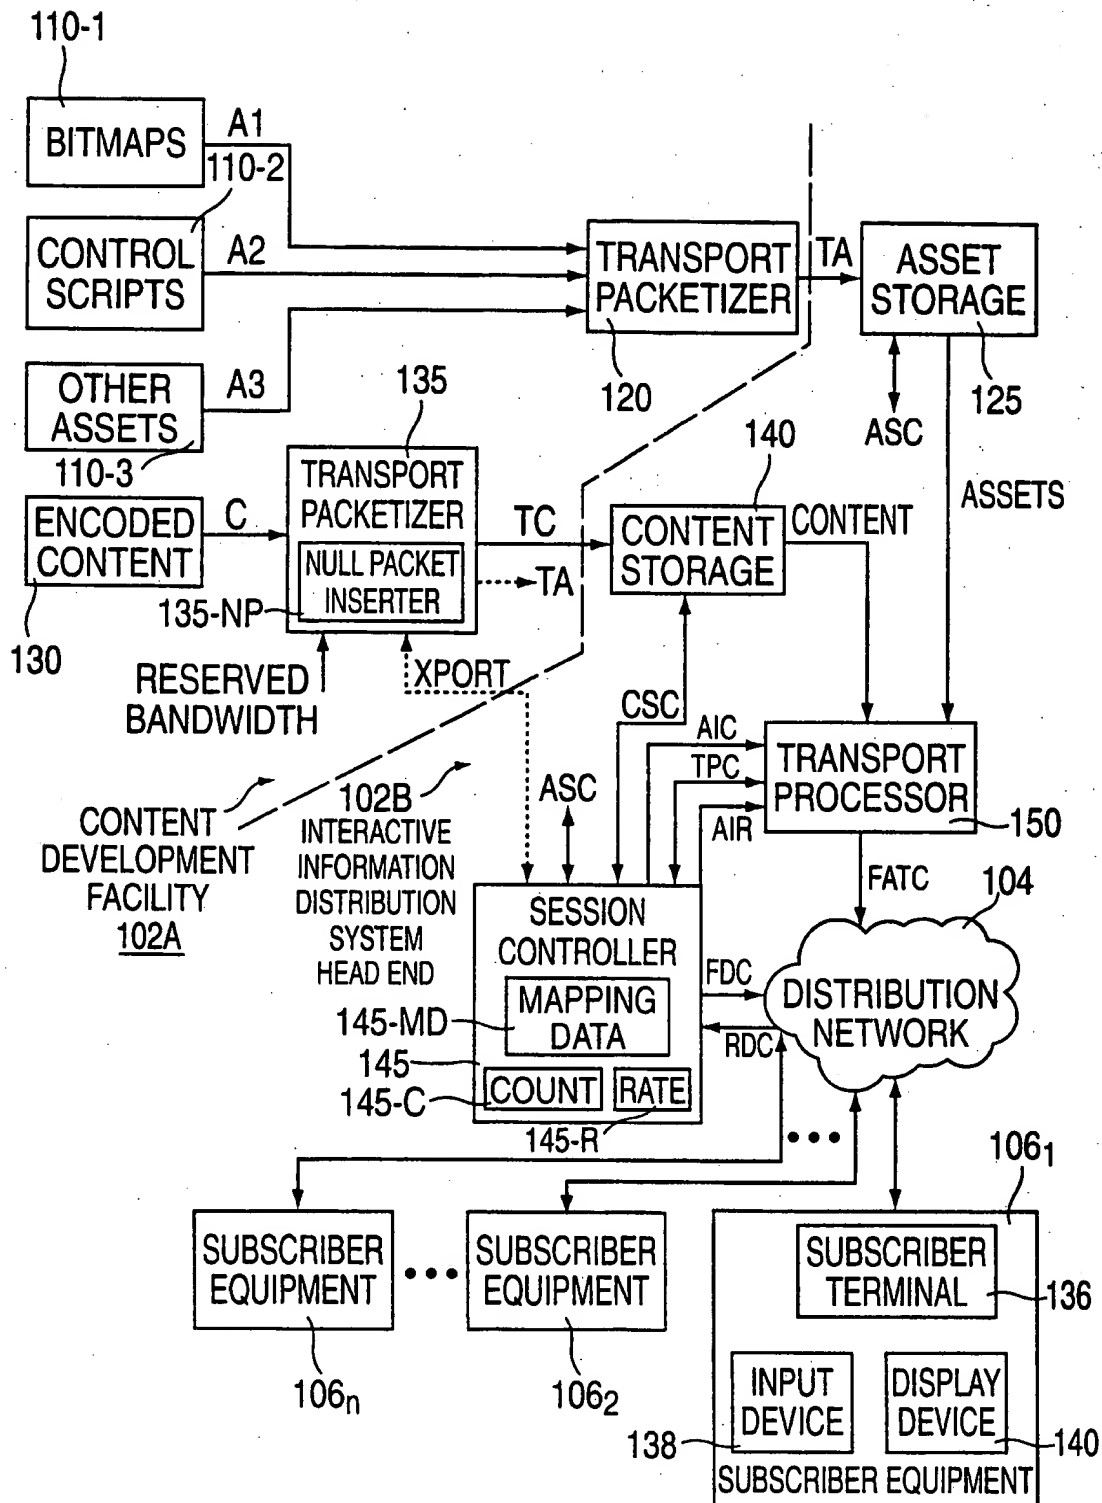 110-1
BITMAPS
A1
110-2
CONTROL
SCRIPTS
A2
TRANSPORT
PACKETIZER
120
TA
ASSET
STORAGE
125
OTHER
ASSETS
A3
110-3
135
ASC
ASSETS
TRANSPORT
PACKETIZER
NULL PACKET
INSERTER
135-NP
ENCODED
CONTENT
130
C
TC
TA
140
CONTENT
STORAGE
CONTENT
RESERVED
BANDWIDTH
XPORT
CSC
AIC
TPC
AIR
TRANSPORT
PROCESSOR
150
CONTENT
DEVELOPMENT
FACILITY
102A
102B
INTERACTIVE
INFORMATION
DISTRIBUTION
SYSTEM
HEAD END
ASC
FATC
104
SESSION
CONTROLLER
MAPPING
DATA
145-MD
145
COUNT
145-C
RATE
145-R
FDC
RDC
DISTRIBUTION
NETWORK
SUBSCRIBER
EQUIPMENT
106n
SUBSCRIBER
EQUIPMENT
1062
1061
SUBSCRIBER
TERMINAL
136
INPUT
DEVICE
138
DISPLAY
DEVICE
140
SUBSCRIBER EQUIPMENT